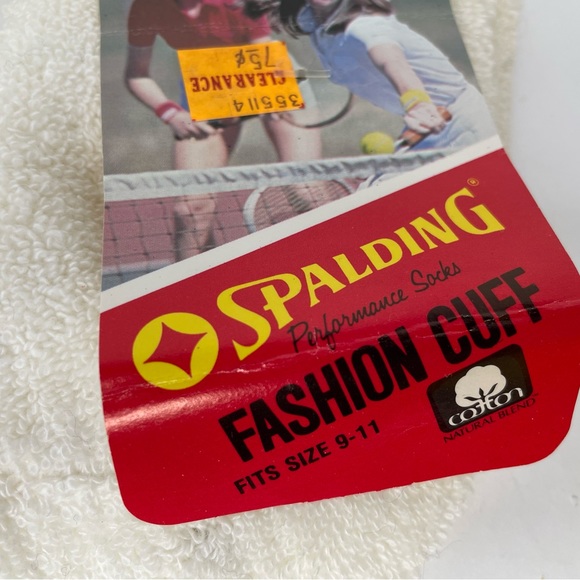 355114
CLEARANCE
75¢
SPALDING®
Performance Socks
FASHION CUFF
FITS SIZE 9-11
cotton
NATURAL BLEND